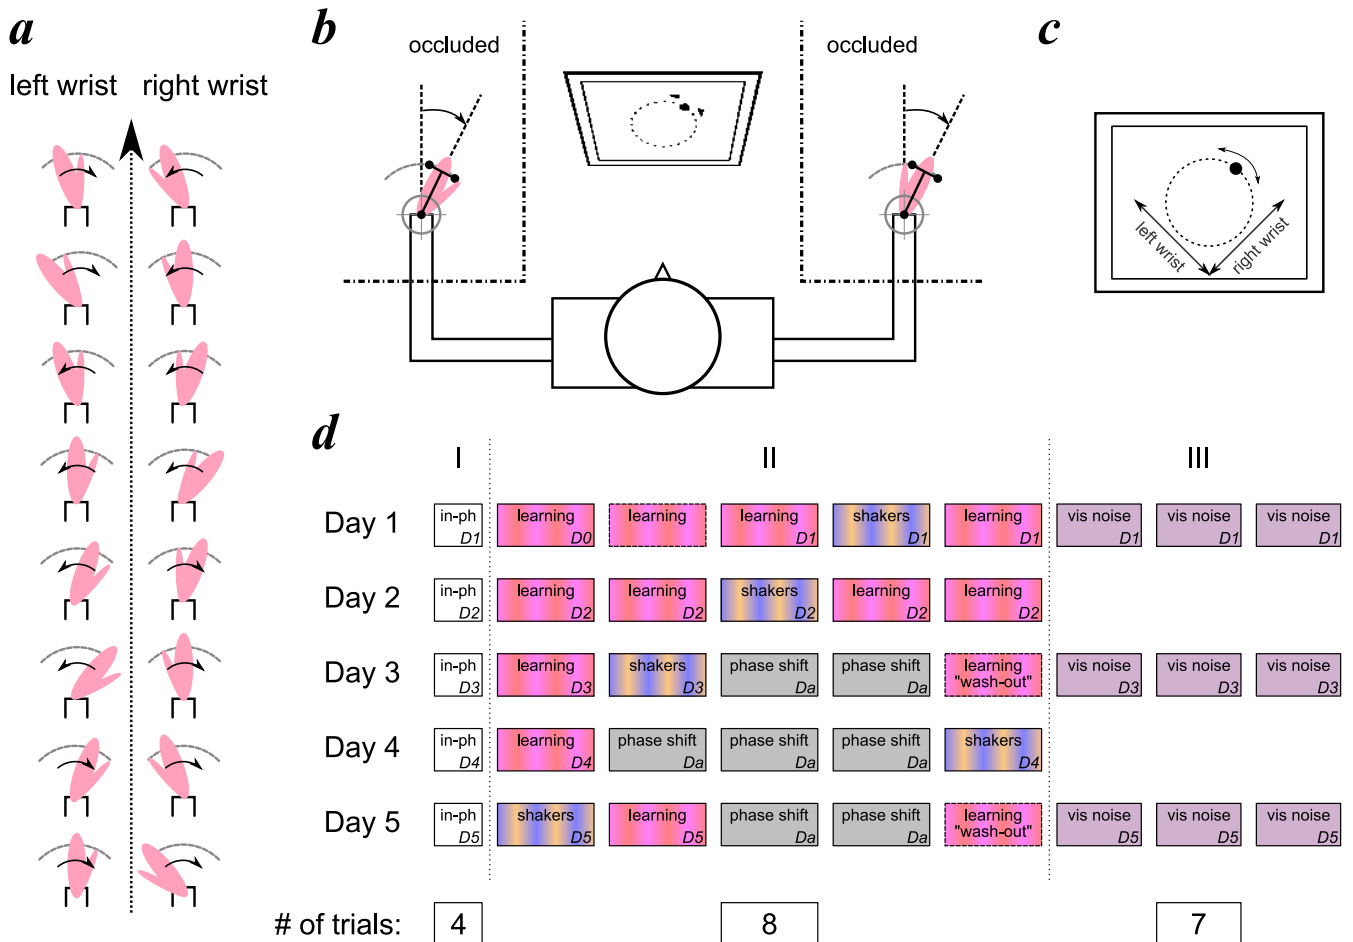 a
left wrist right wrist
b
occluded
occluded
c
left wrist
right wrist
d
I II III
Day 1
in-ph D1
learning D0
learning
learning D1
shakers D1
learning D1
vis noise D1
vis noise D1
vis noise D1
Day 2
in-ph D2
learning D2
learning D2
shakers D2
learning D2
learning D2
Day 3
in-ph D3
learning D3
shakers D3
phase shift Da
phase shift Da
learning "wash-out"
vis noise D3
vis noise D3
vis noise D3
Day 4
in-ph D4
learning D4
phase shift Da
phase shift Da
phase shift Da
shakers D4
Day 5
in-ph D5
shakers D5
learning D5
phase shift Da
phase shift Da
learning "wash-out"
vis noise D5
vis noise D5
vis noise D5
# of trials: 4 8 7